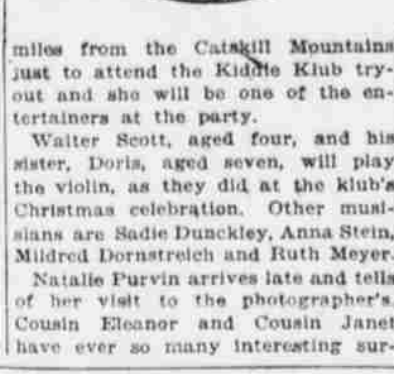 miles from the Catskill Mountains
just to attend the Kiddie Klub try-
out and she will be one of the en-
tertainers at the party.
Walter Scott, aged four, and his
sister, Doris, aged seven, will play
the violin, as they did at the klub's
Christmas celebration. Other musi-
sians are Sadie Dunckley, Anna Stein,
Mildred Dornstreich and Ruth Meyer.
Natalie Purvin arrives late and tells
of her visit to the photographer's.
Cousin Eleanor and Cousin Janet
have ever so many interesting sur-